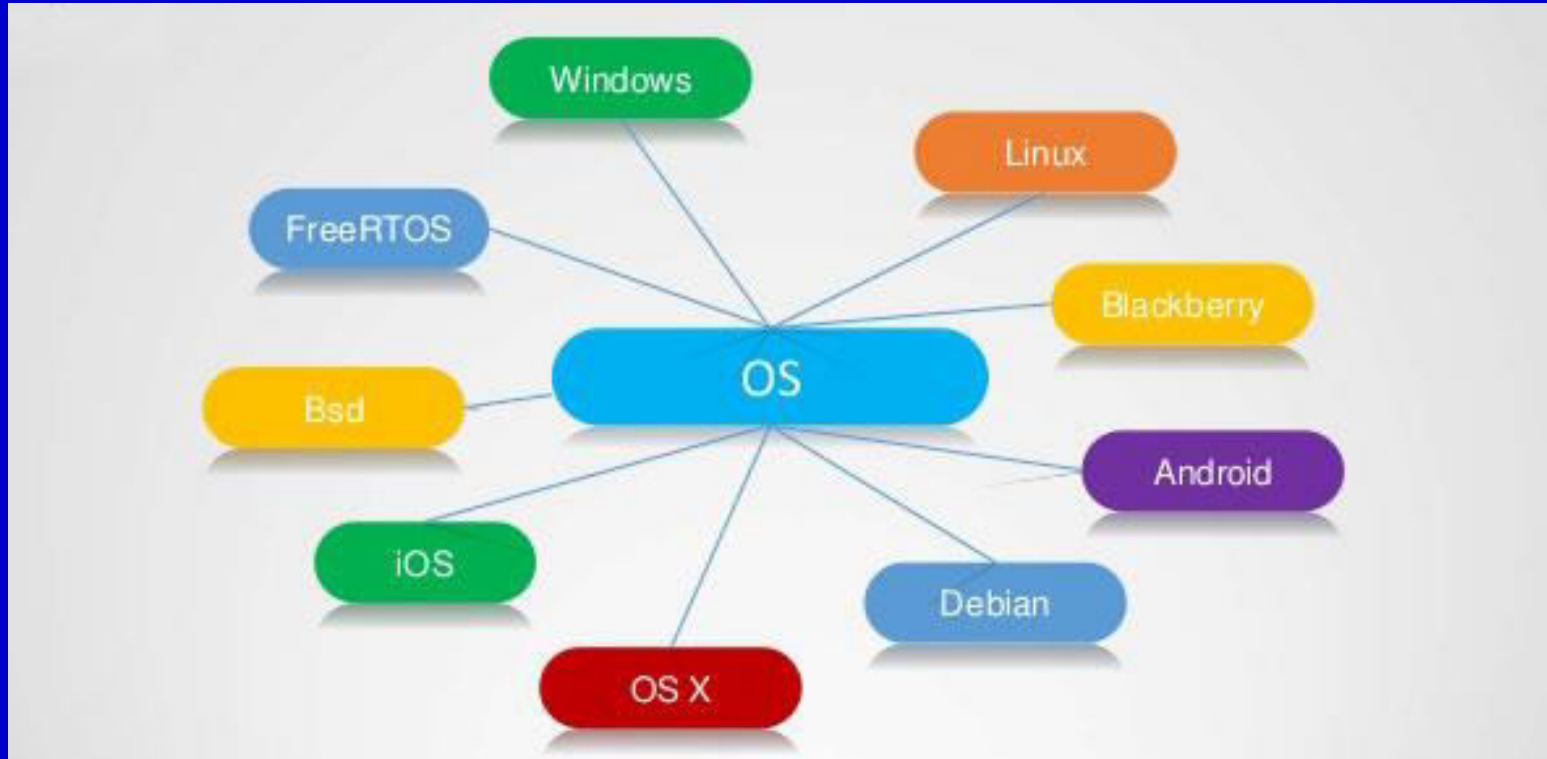 Windows
Linux
FreeRTOS
Blackberry
OS
Bsd
Android
iOS
Debian
OS X